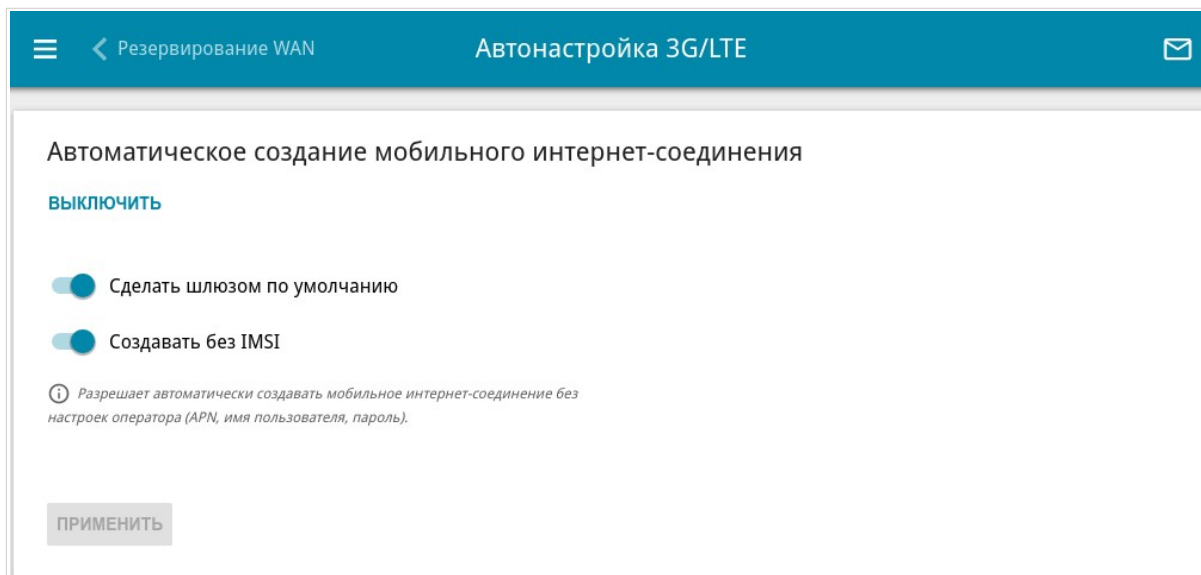 Резервирование WAN
Автонастройка 3G/LTE
Автоматическое создание мобильного интернет-соединения
ВЫКЛЮЧИТЬ
Сделать шлюзом по умолчанию
Создавать без IMSI
Разрешает автоматически создавать мобильное интернет-соединение без
настроек оператора (APN, имя пользователя, пароль).
ПРИМЕНИТЬ